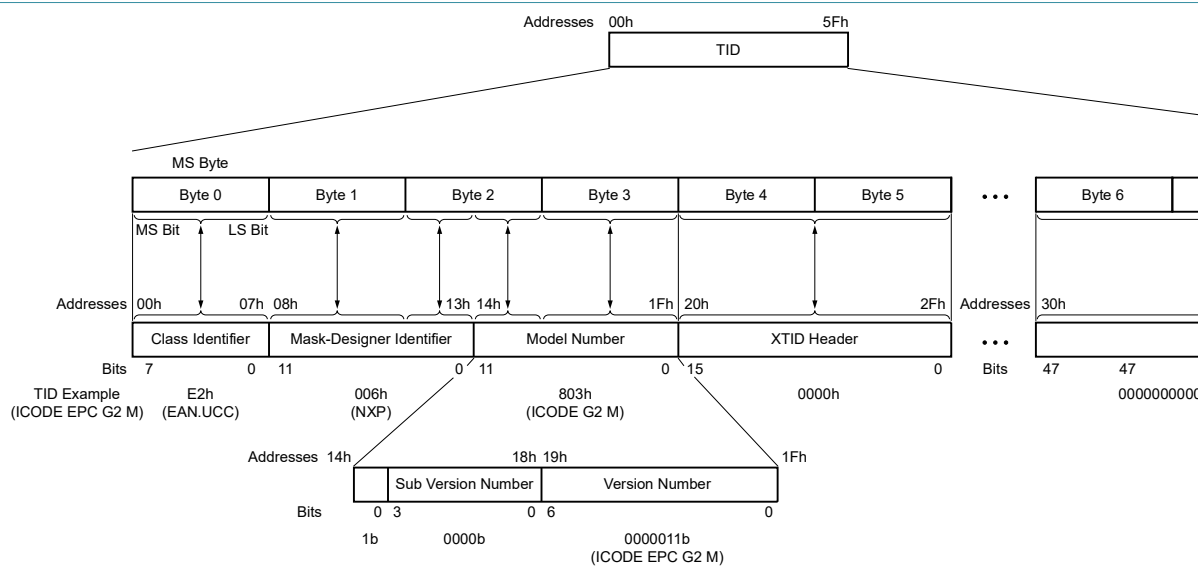 Addresses 00h 5Fh
TID
MS Byte
Byte 0 Byte 1 Byte 2 Byte 3 Byte 4 Byte 5 • • • Byte 6
MS Bit LS Bit
Addresses 00h 07h 08h 13h 14h 1Fh 20h 2Fh Addresses 30h
Class Identifier Mask-Designer Identifier Model Number XTID Header • • •
Bits 7 0 11 0 11 0 15 0 Bits 47 47
TID Example E2h 006h 803h 0000h 0000000000
(ICODE EPC G2 M) (EAN.UCC) (NXP) (ICODE G2 M)
Addresses 14h 18h 19h 1Fh
Sub Version Number Version Number
Bits 0 3 0 6 0
1b 0000b 0000011b
(ICODE EPC G2 M)